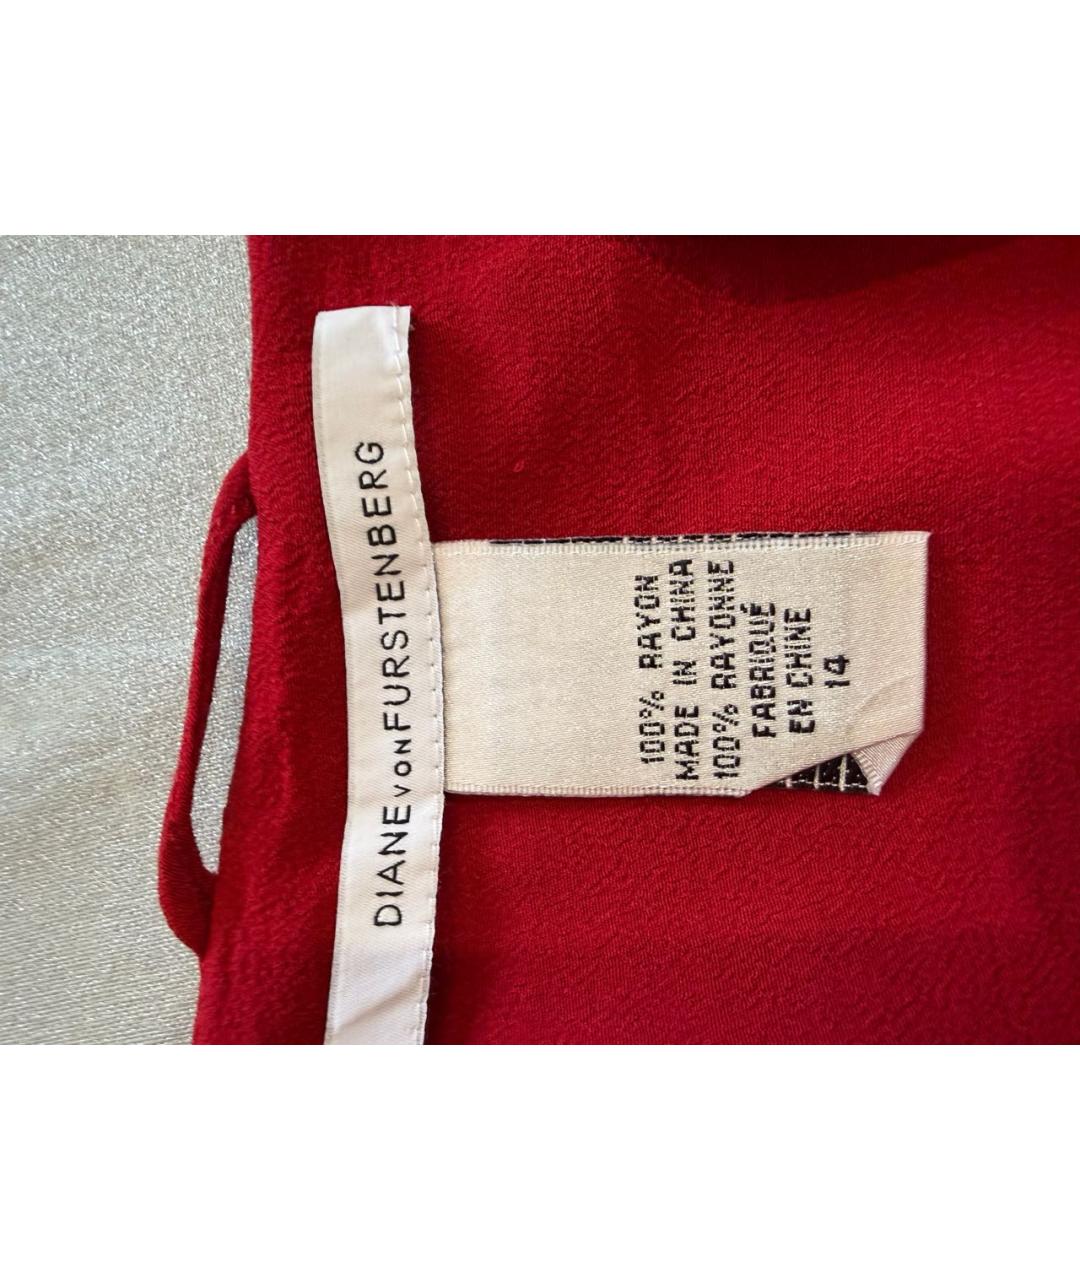 DIANE VON FURSTENBERG
100% RAYON
MADE IN CHINA
100% RAYONNE
FABRIQUÉ
EN CHINE
14